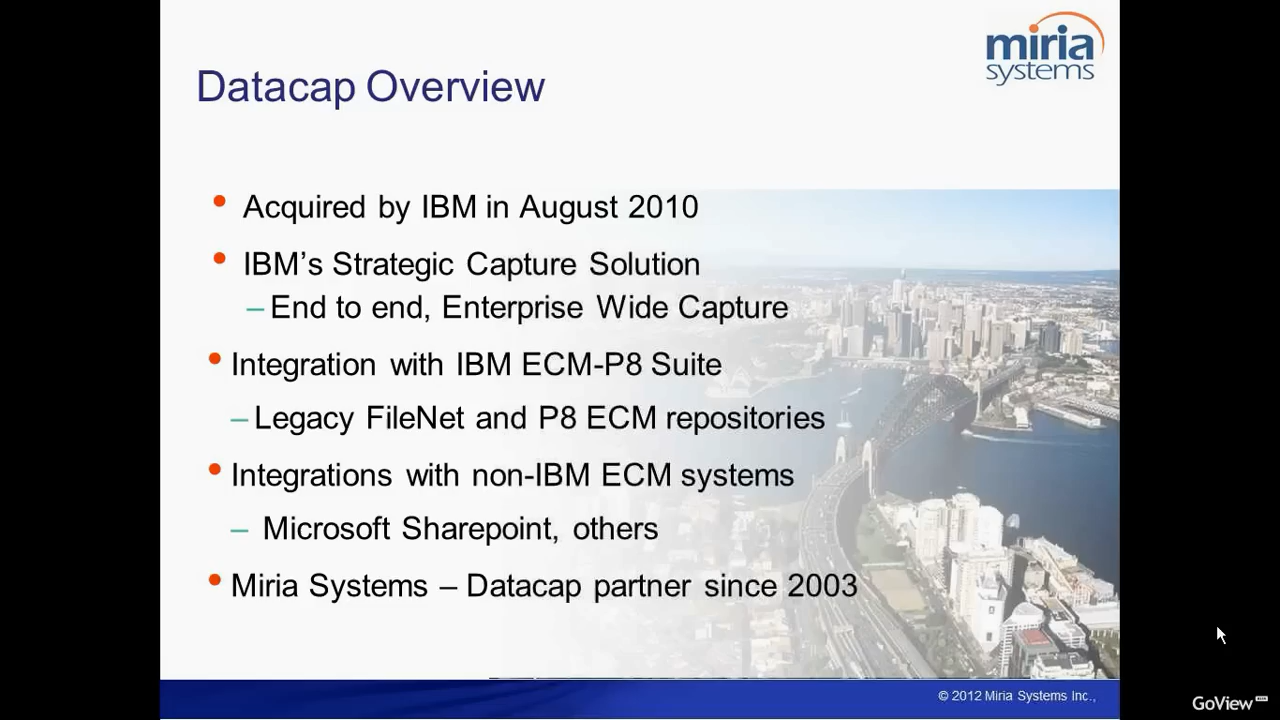 miria
systems
Datacap Overview
• Acquired by IBM in August 2010
• IBM’s Strategic Capture Solution
– End to end, Enterprise Wide Capture
• Integration with IBM ECM-P8 Suite
– Legacy FileNet and P8 ECM repositories
• Integrations with non-IBM ECM systems
– Microsoft Sharepoint, others
• Miria Systems – Datacap partner since 2003
© 2012 Miria Systems Inc.,
GoView